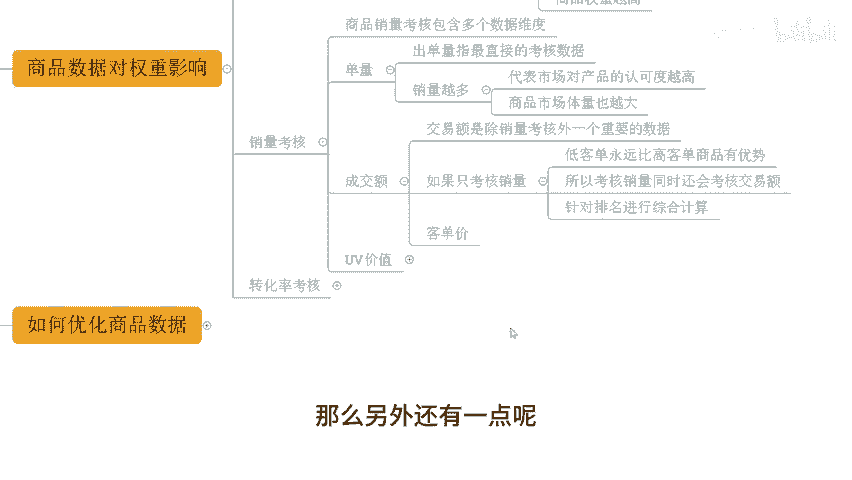 商品权重越高
商品销量考核包含多个数据维度
出单量指最直接的考核数据
商品数据对权重影响
单量
代表市场对产品的认可度越高
销量越多
商品市场体量也越大
交易额是除销量考核外一个重要的数据
销量考核
低客单永远比高客单商品有优势
成交额
如果只考核销量
所以考核销量同时还会考核交易额
针对排名进行综合计算
客单价
UV价值
转化率考核
如何优化商品数据
那么另外还有一点呢